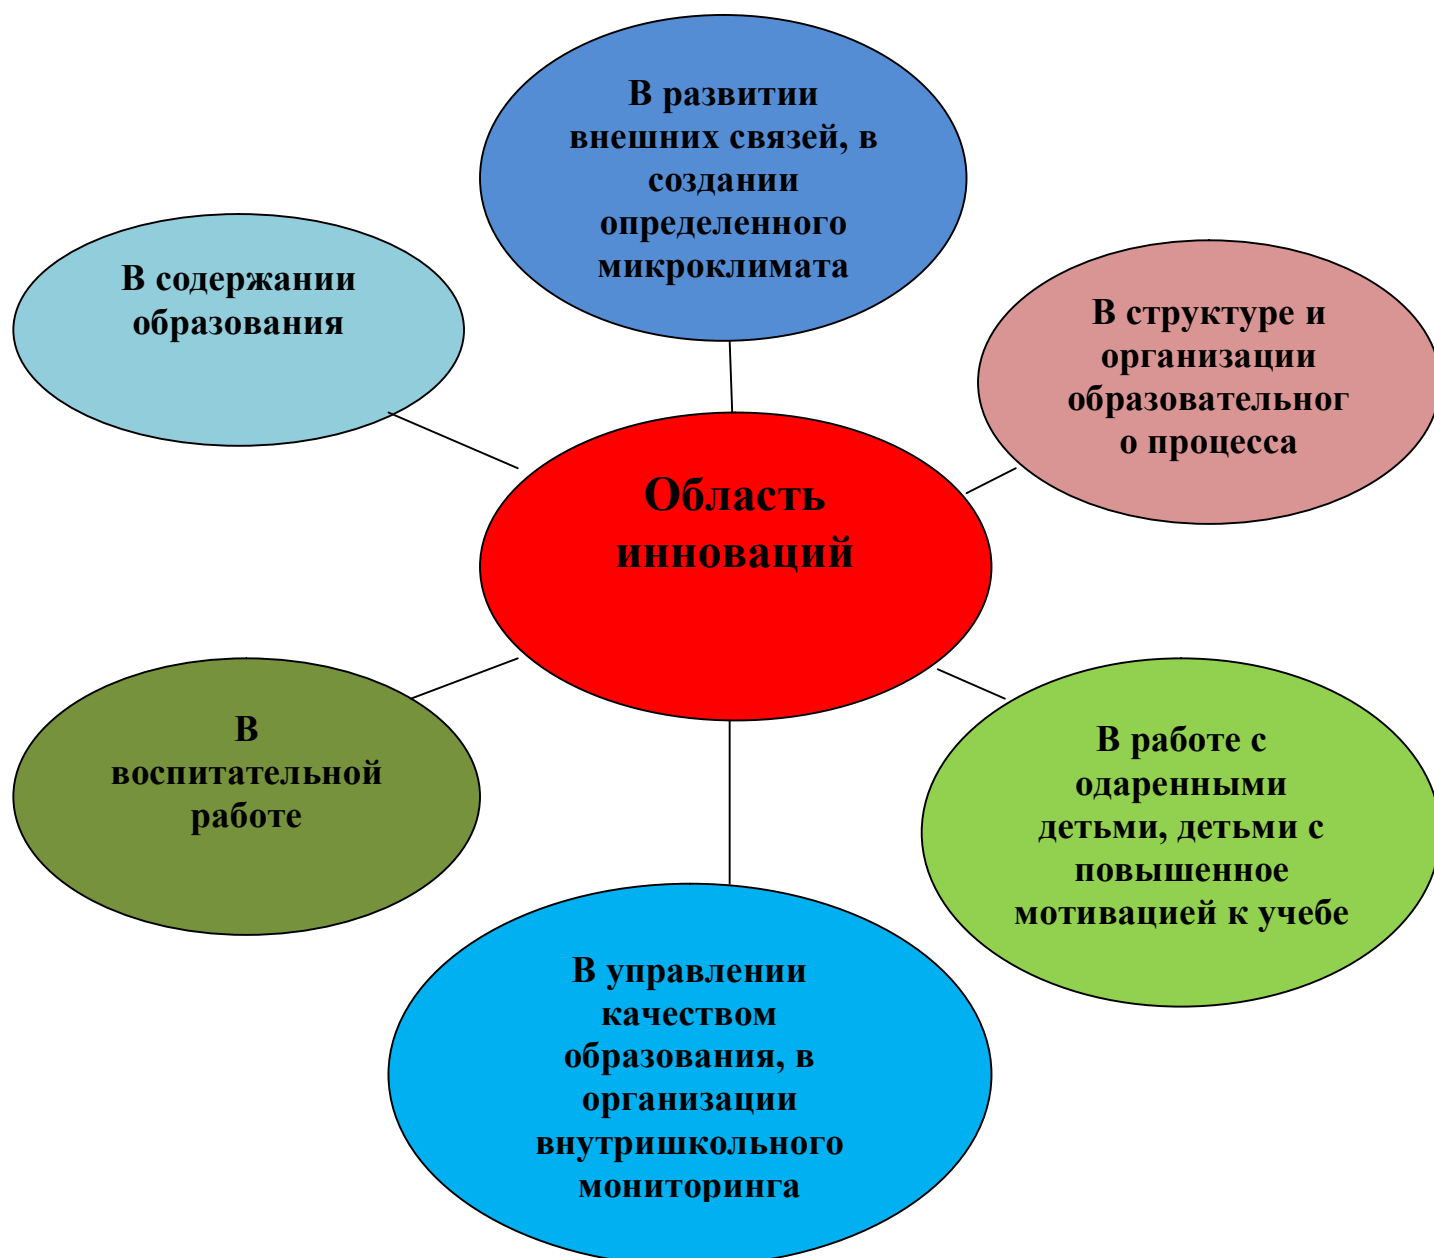 В развитии
внешних связей, в
создании
определенного
микроклимата
В содержании
образования
В структуре и
организации
образовательног
о процесса
Область
инноваций
В
воспитательной
работе
В работе с
одаренными
детьми, детьми с
повышенное
мотивацией к учебе
В управлении
качеством
образования, в
организации
внутришкольного
мониторинга